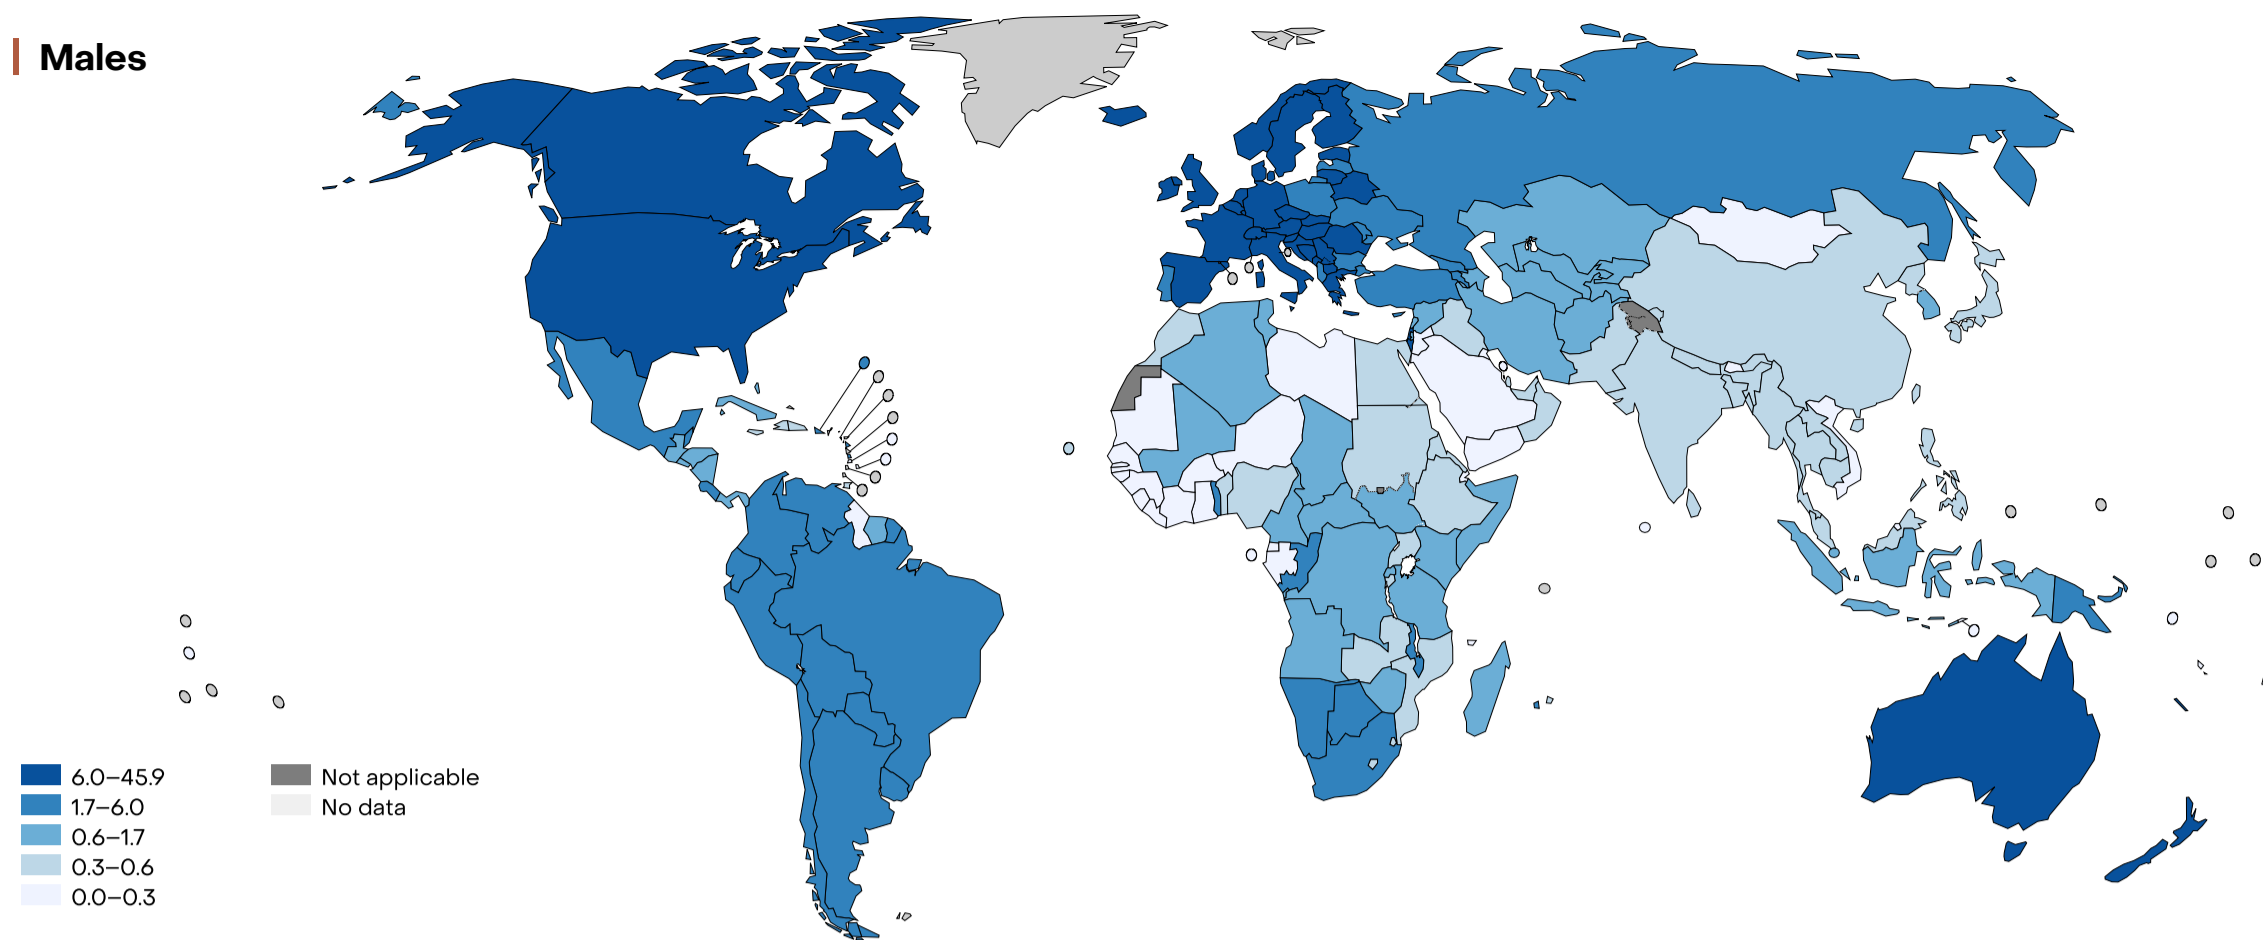 Males
6.0–45.9
1.7–6.0
0.6–1.7
0.3–0.6
0.0–0.3
Not applicable
No data